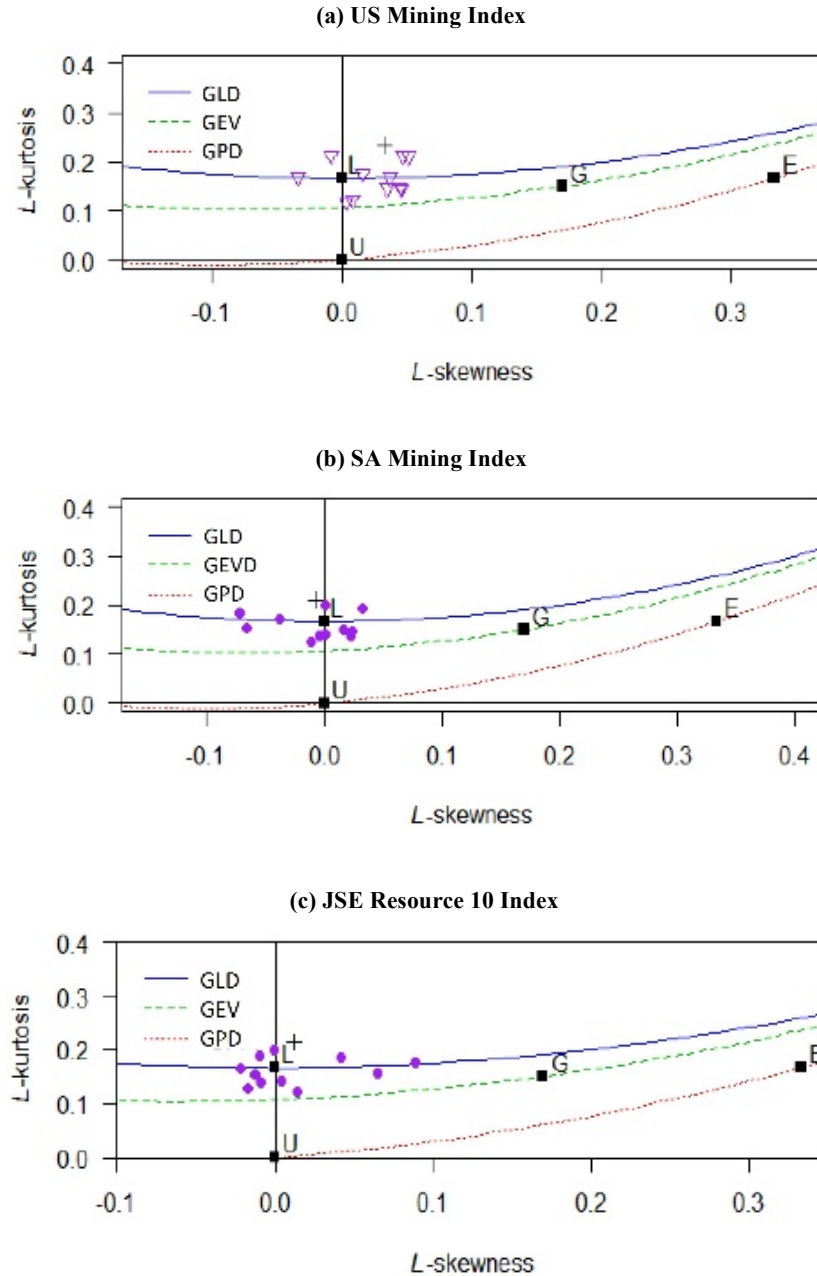 (a) US Mining Index
0.4
0.3
0.2
0.1
0.0
L-kurtosis
GLD
GEV
GPD
L
G
E
U
-0.1 0.0 0.1 0.2 0.3
L-skewness
(b) SA Mining Index
0.4
0.3
0.2
0.1
0.0
L-kurtosis
GLD
GEVD
GPD
L
G
E
U
-0.1 0.0 0.1 0.2 0.3 0.4
L-skewness
(c) JSE Resource 10 Index
0.4
0.3
0.2
0.1
0.0
L-kurtosis
GLD
GEV
GPD
L
G
E
U
-0.1 0.0 0.1 0.2 0.3
L-skewness